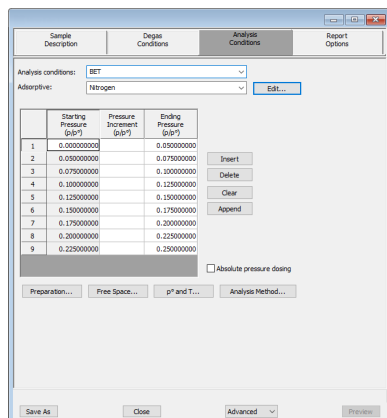 Sample Description
Degas Conditions
Analysis Conditions
Report Options
Analysis conditions: BET
Adsorptive: Nitrogen Edit...
Starting Pressure (p/p°) Pressure Increment (p/p°) Ending Pressure (p/p°)
1 0.000000000 0.050000000
2 0.050000000 0.075000000
3 0.075000000 0.100000000
4 0.100000000 0.125000000
5 0.125000000 0.150000000
6 0.150000000 0.175000000
7 0.175000000 0.200000000
8 0.200000000 0.225000000
9 0.225000000 0.250000000
Insert
Delete
Clear
Append
Absolute pressure dosing
Preparation... Free Space... p° and T... Analysis Method...
Save As Close Advanced Preview